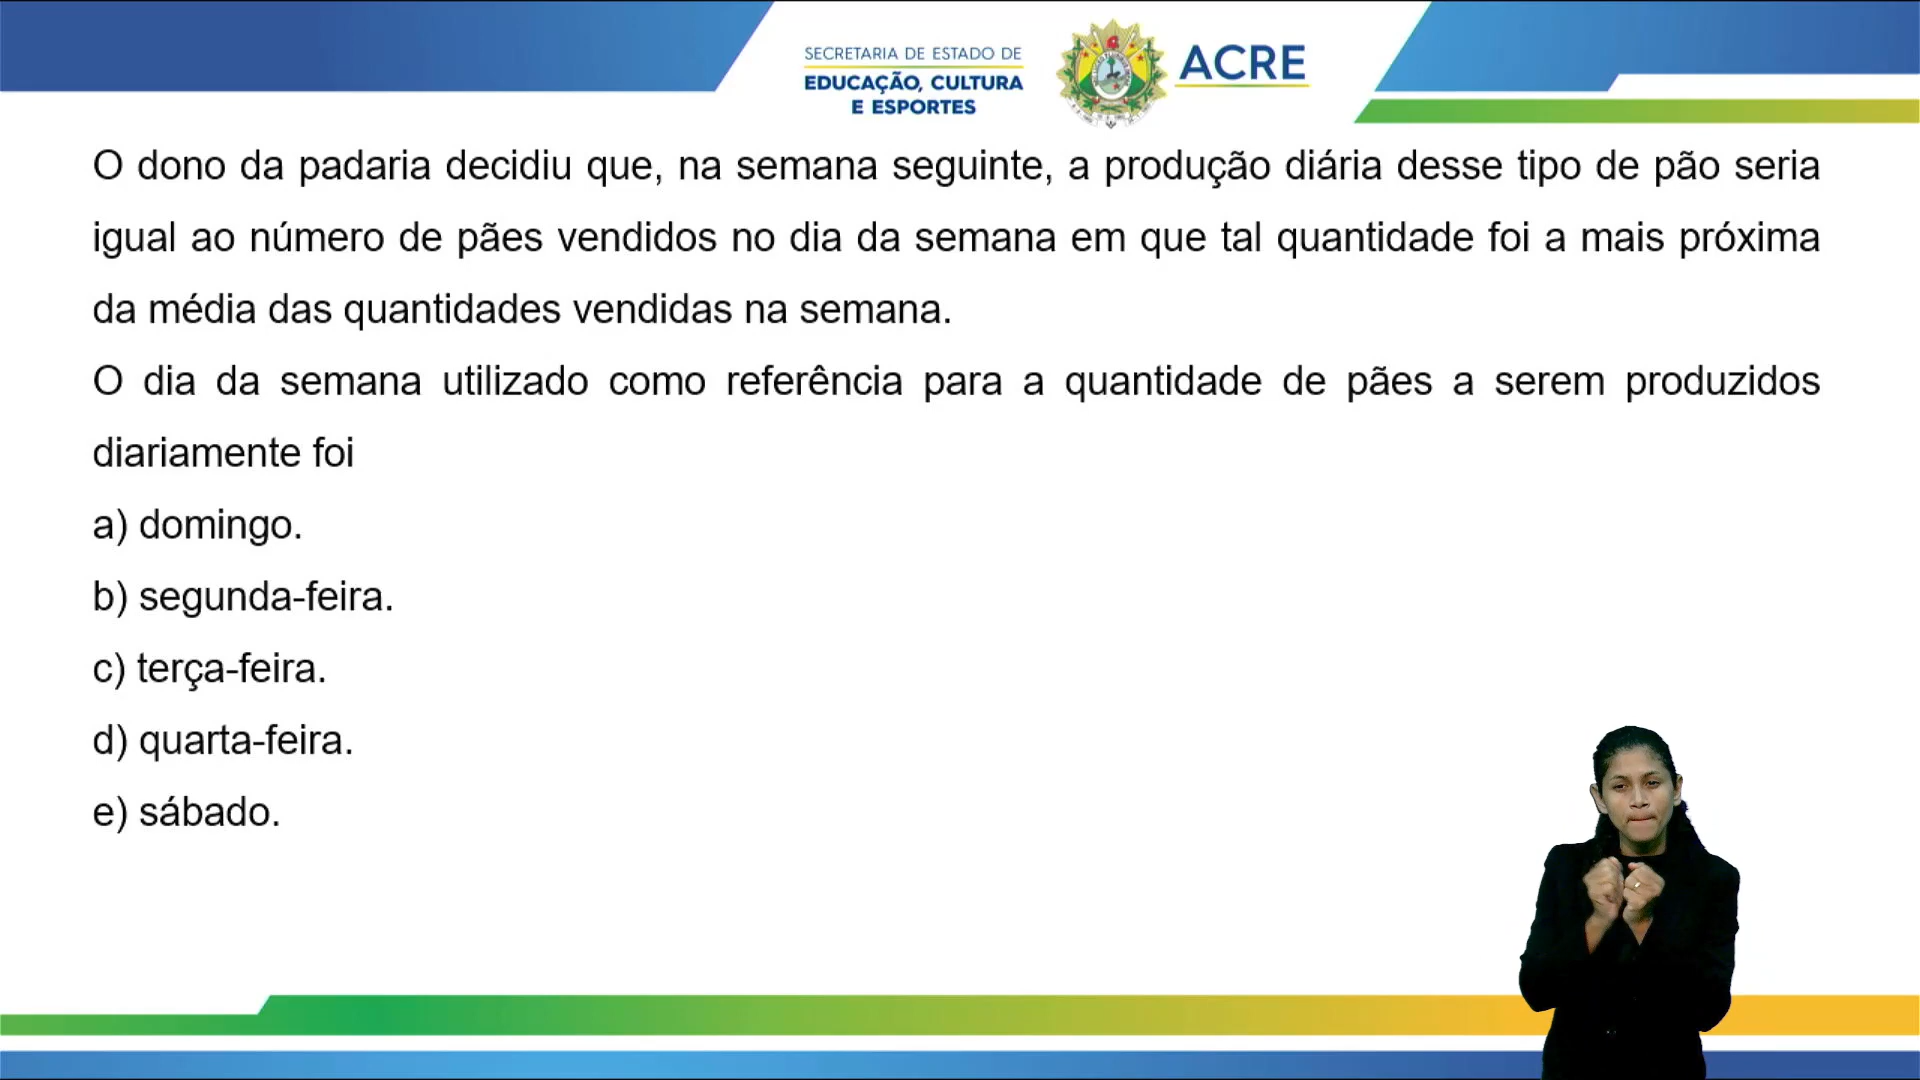 SECRETARIA DE ESTADO DE
EDUCAÇÃO, CULTURA
E ESPORTES
ACRE
O dono da padaria decidiu que, na semana seguinte, a produção diária desse tipo de pão seria
igual ao número de pães vendidos no dia da semana em que tal quantidade foi a mais próxima
da média das quantidades vendidas na semana.
O dia da semana utilizado como referência para a quantidade de pães a serem produzidos
diariamente foi
a) domingo.
b) segunda-feira.
c) terça-feira.
d) quarta-feira.
e) sábado.